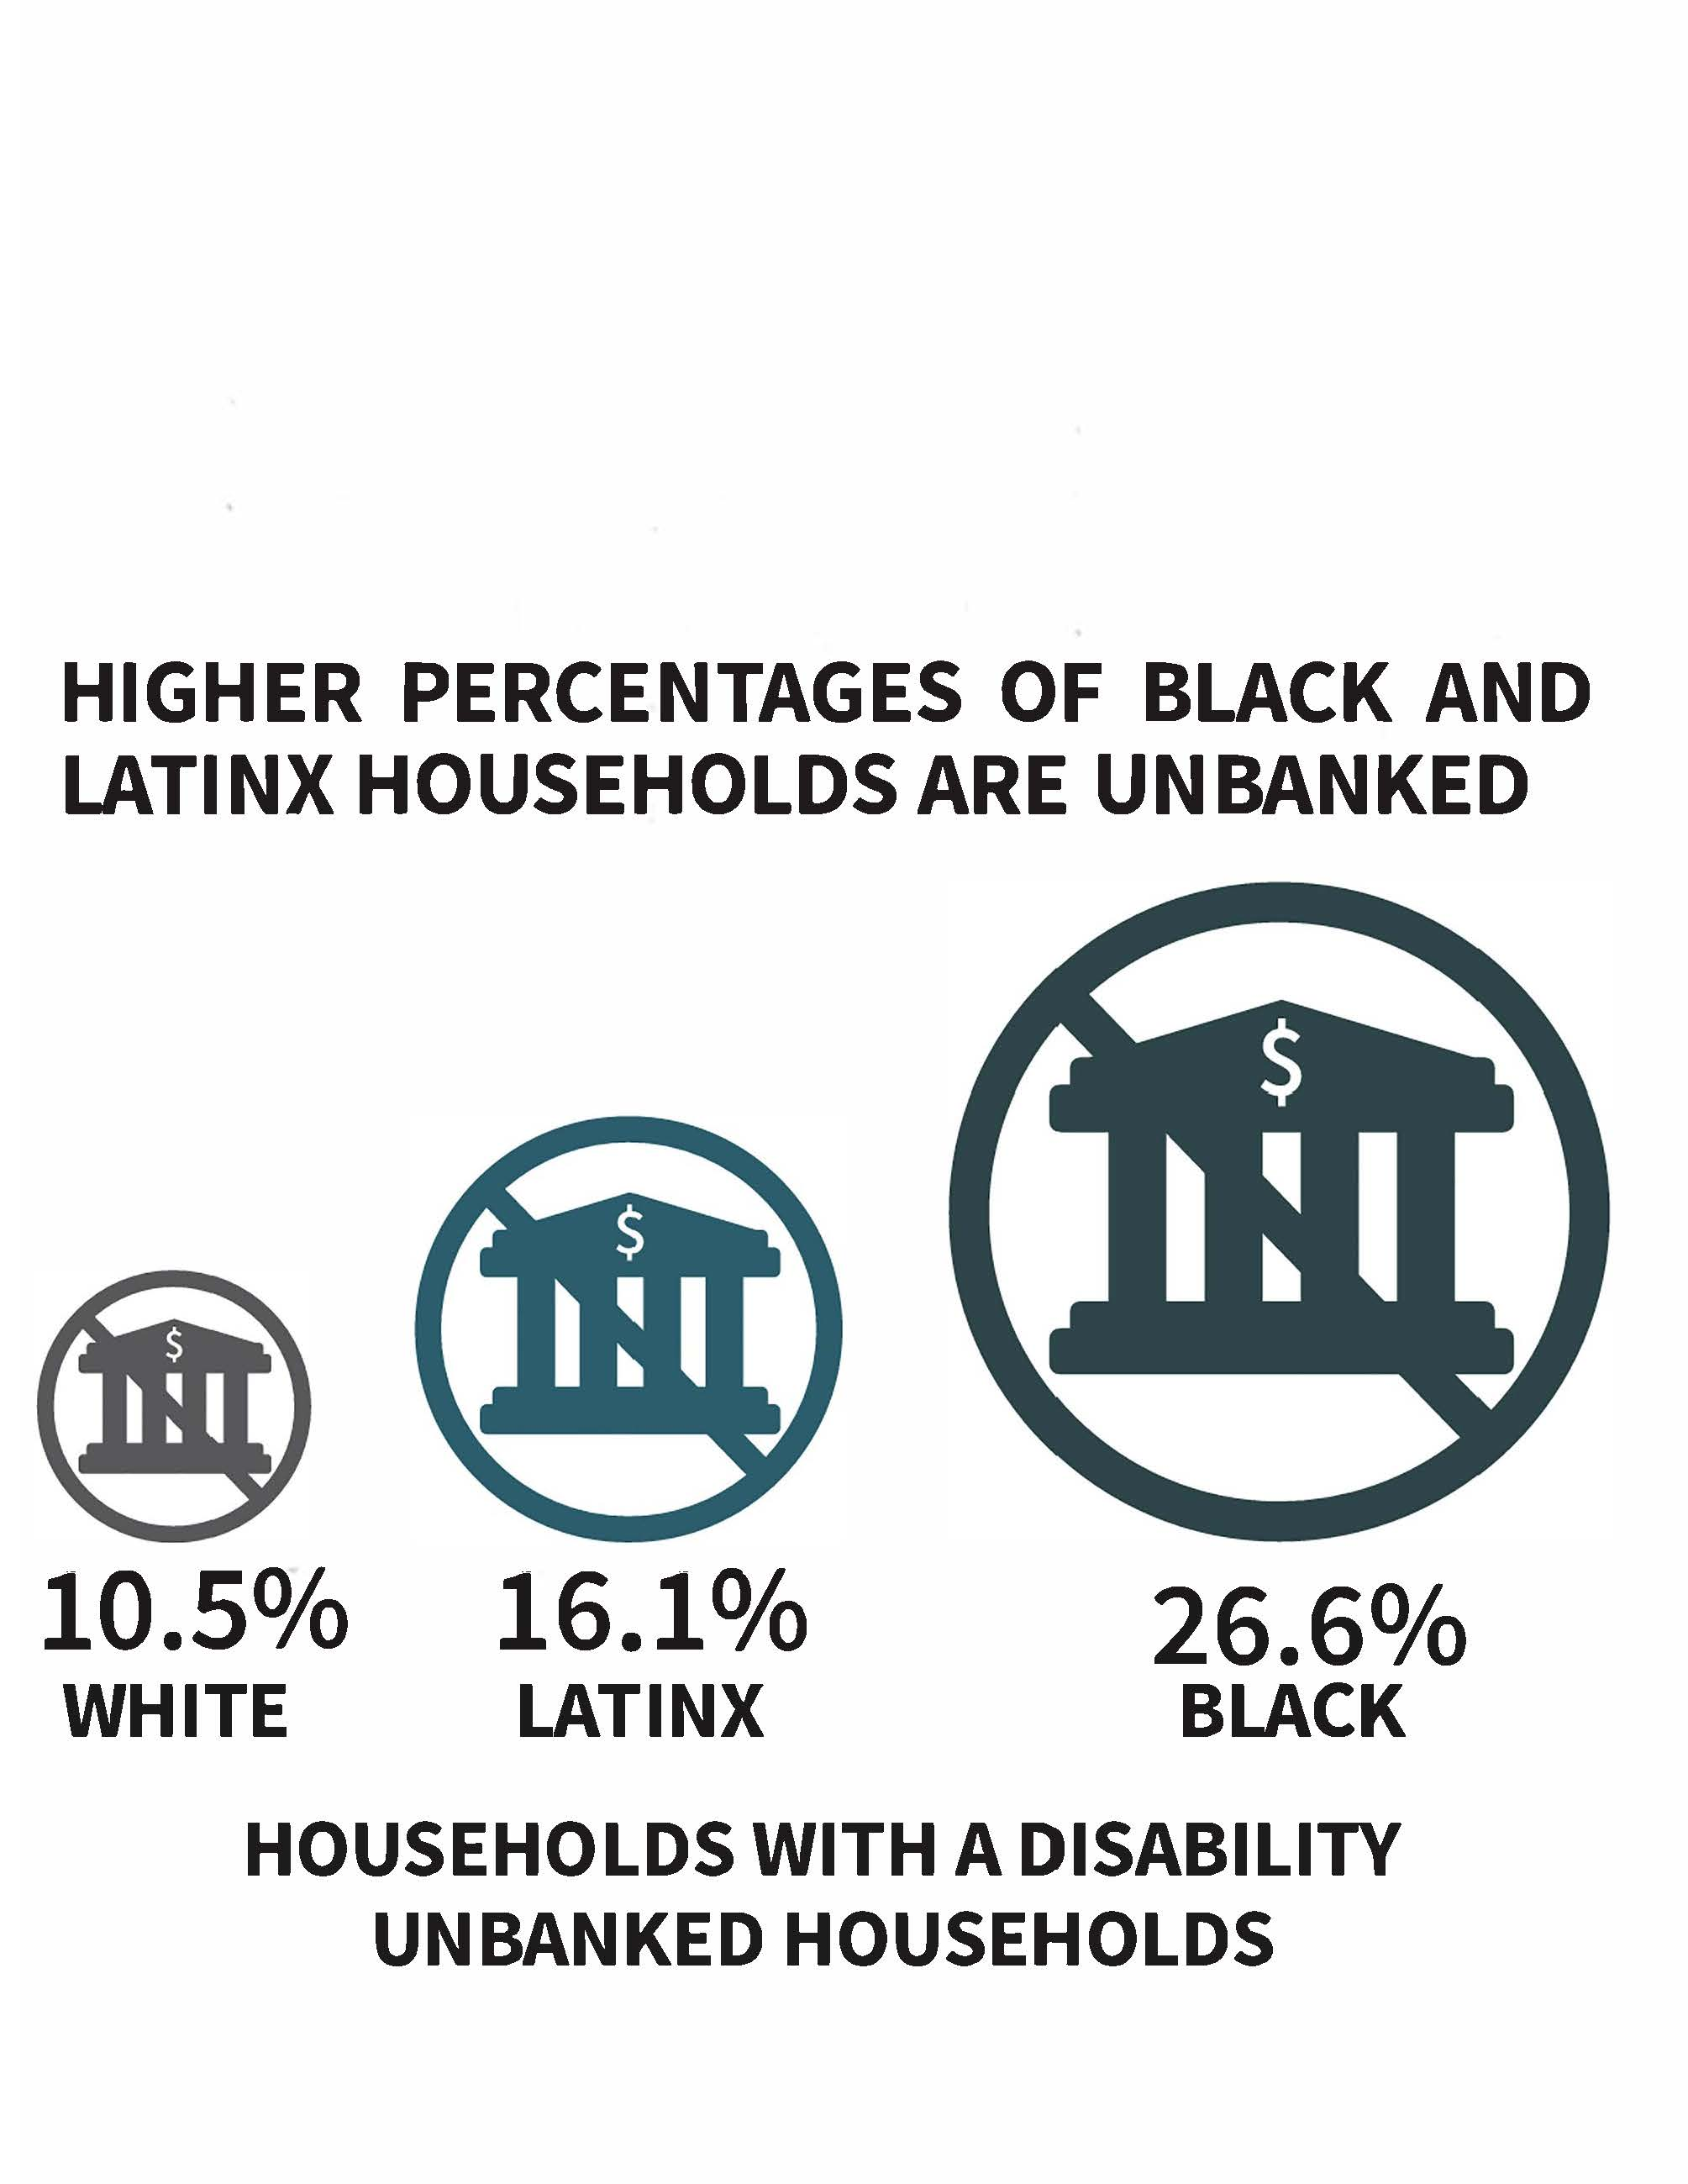 HIGHER PERCENTAGES OF BLACK AND
LATINX HOUSEHOLDS ARE UNBANKED
$
$
$
10.5%
16.1%
26.6%
WHITE
LATINX
BLACK
HOUSEHOLDS WITH A DISABILITY
UNBANKED HOUSEHOLDS